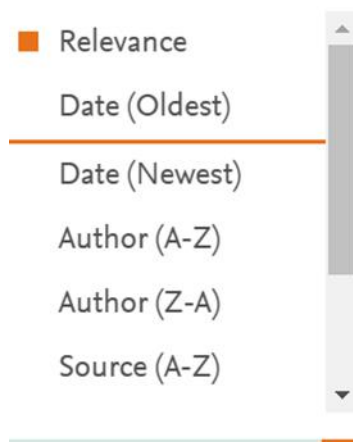 Relevance
Date (Oldest)
Date (Newest)
Author (A-Z)
Author (Z-A)
Source (A-Z)